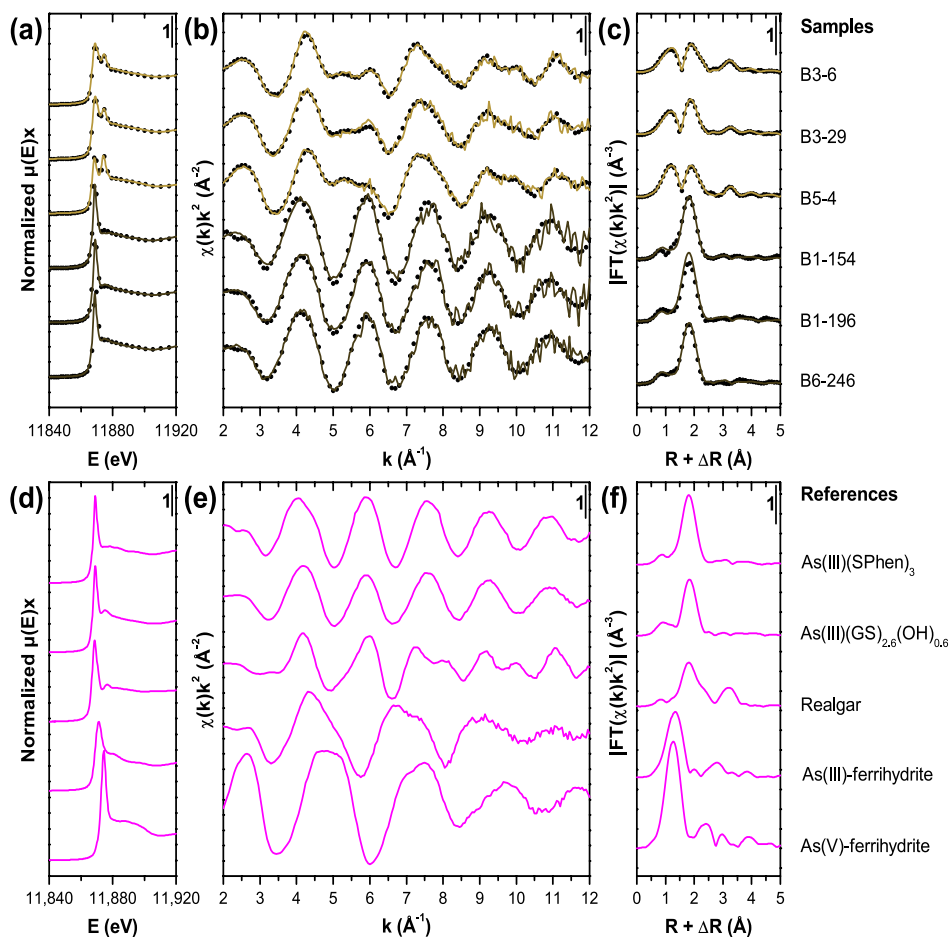 (a)
1
(b)
1
(c)
1
Samples
B3-6
B3-29
B5-4
B1-154
B1-196
B6-246
Normalized µ(E)x
χ(k)k² (Å⁻²)
|FT(χ(k)k²)| (Å⁻³)
11840 11880 11920
2 3 4 5 6 7 8 9 10 11 12
0 1 2 3 4 5
E (eV)
k (Å⁻¹)
R + ΔR (Å)
(d)
1
(e)
1
(f)
1
References
As(III)(SPhen)₃
As(III)(GS)₂.₆(OH)₀.₆
Realgar
As(III)-ferrihydrite
As(V)-ferrihydrite
Normalized µ(E)x
χ(k)k² (Å⁻²)
|FT(χ(k)k²)| (Å⁻³)
11,840 11,880 11,920
2 3 4 5 6 7 8 9 10 11 12
0 1 2 3 4 5
E (eV)
k (Å⁻¹)
R + ΔR (Å)